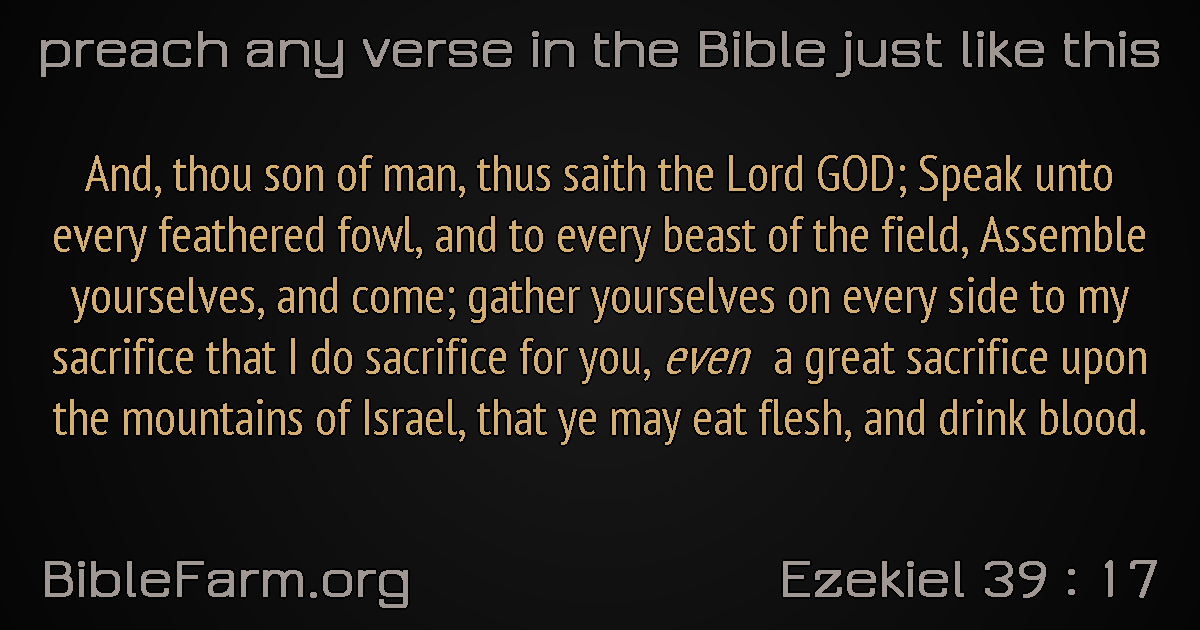 preach any verse in the Bible just like this
And, thou son of man, thus saith the Lord GOD; Speak unto
every feathered fowl, and to every beast of the field, Assemble
yourselves, and come; gather yourselves on every side to my
sacrifice that I do sacrifice for you, even a great sacrifice upon
the mountains of Israel, that ye may eat flesh, and drink blood.
BibleFarm.org
Ezekiel 39 : 17